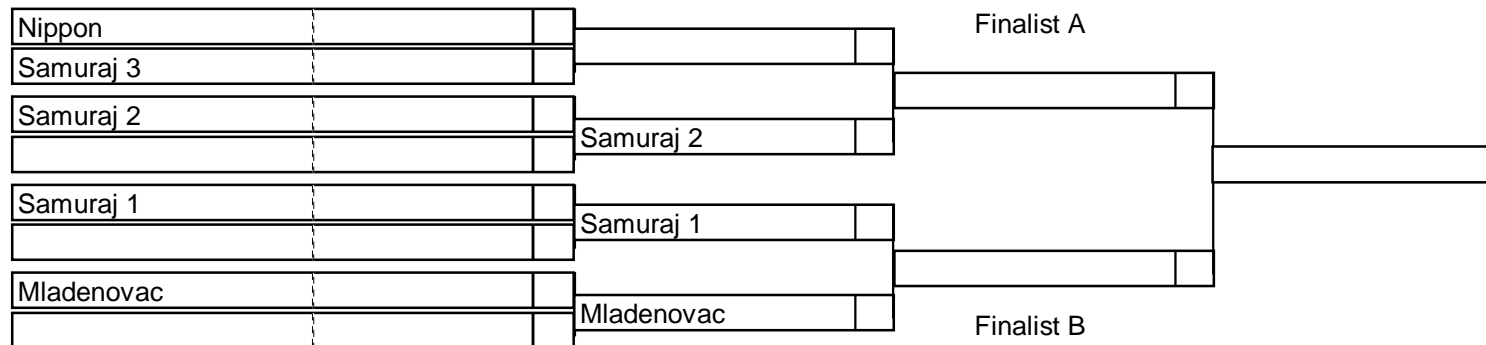 Nippon
Samuraj 3
Samuraj 2
Samuraj 1
Mladenovac
Samuraj 2
Samuraj 1
Mladenovac
Finalist A
Finalist B